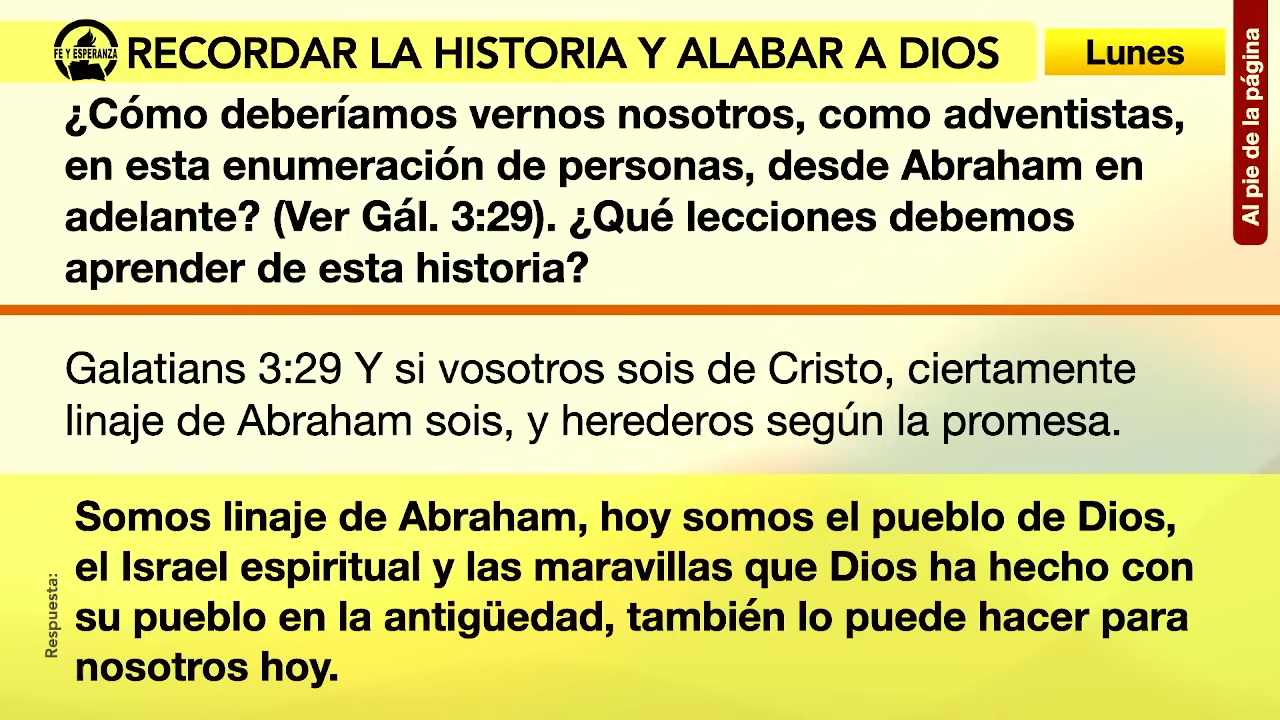 FE Y ESPERANZA
RECORDAR LA HISTORIA Y ALABAR A DIOS
Lunes
Al pie de la página
¿Cómo deberíamos vernos nosotros, como adventistas,
en esta enumeración de personas, desde Abraham en
adelante? (Ver Gál. 3:29). ¿Qué lecciones debemos
aprender de esta historia?
Galatians 3:29 Y si vosotros sois de Cristo, ciertamente
linaje de Abraham sois, y herederos según la promesa.
Respuesta:
Somos linaje de Abraham, hoy somos el pueblo de Dios,
el Israel espiritual y las maravillas que Dios ha hecho con
su pueblo en la antigüedad, también lo puede hacer para
nosotros hoy.